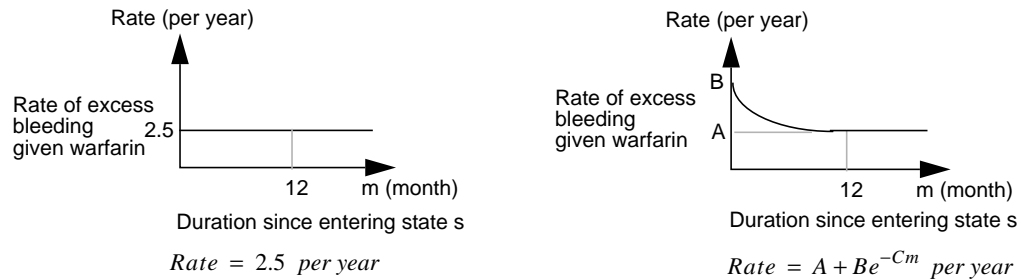 Rate (per year)
Rate of excess
bleeding
given warfarin
2.5
12
m (month)
Duration since entering state s
Rate = 2.5 per year
Rate (per year)
B
Rate of excess
bleeding
given warfarin
A
12
m (month)
Duration since entering state s
Rate = A + Be^{-Cm} per year